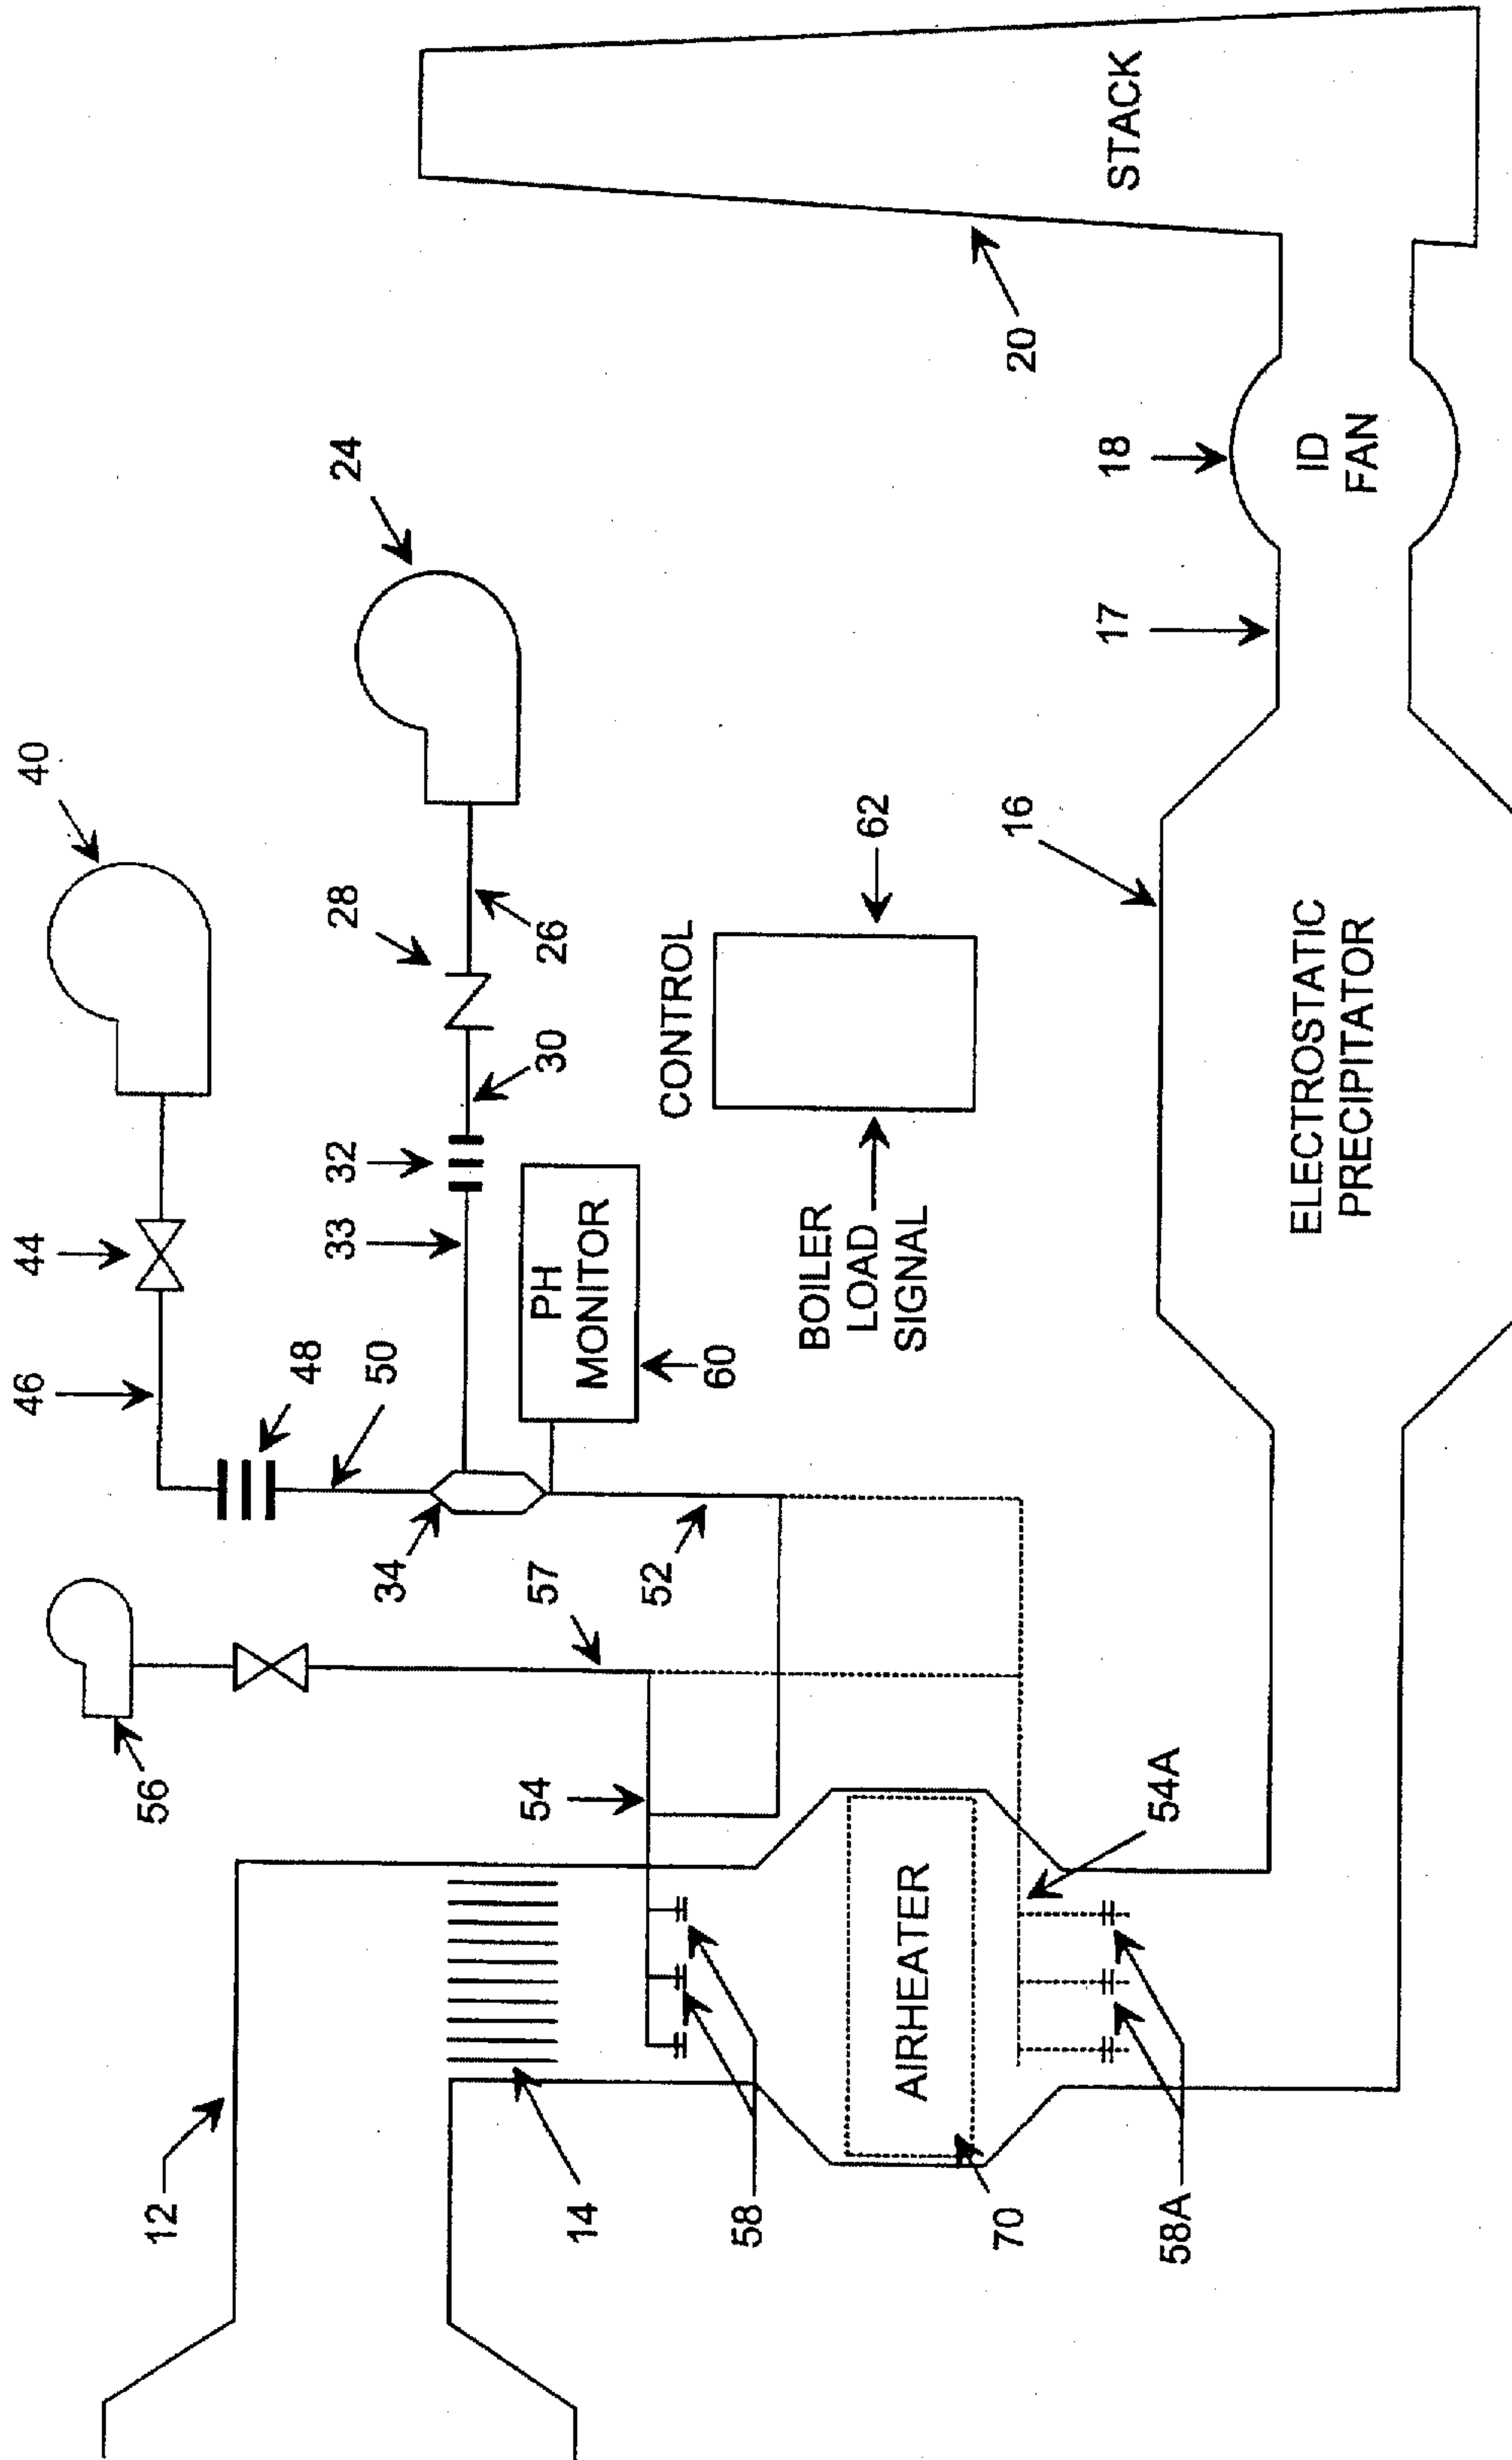 40
24
44
46
48
50
28
26
32
30
33
PH
MONITOR
60
34
57
52
56
54
CONTROL
62
BOILER
LOAD
SIGNAL
12
14
58
AIRHEATER
70
54A
58A
16
ELECTROSTATIC
PRECIPITATOR
17
18
ID
FAN
20
STACK